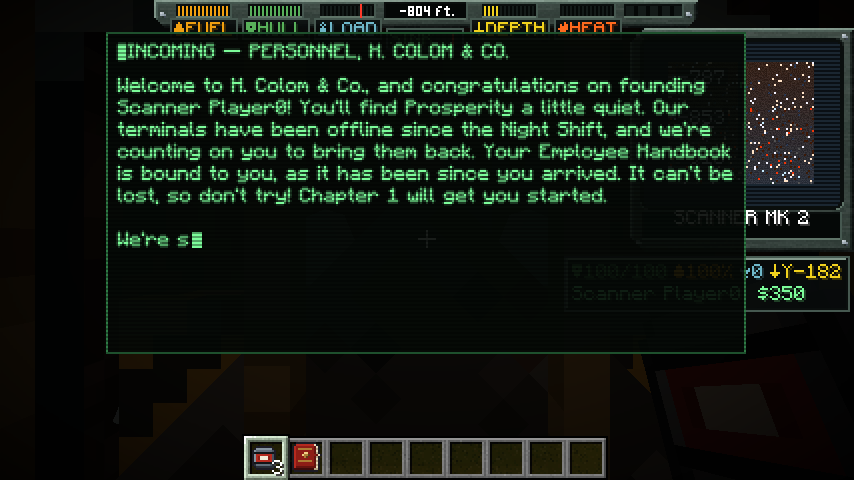 -804 ft.
FUEL HULL LOAD DEPTH HEAT
INCOMING — PERSONNEL, H. COLOM & CO.
Welcome to H. Colom & Co., and congratulations on founding
Scanner Player0! You'll find Prosperity a little quiet. Our
terminals have been offline since the Night Shift, and we're
counting on you to bring them back. Your Employee Handbook
is bound to you, as it has been since you arrived. It can't be
lost, so don't try! Chapter 1 will get you started.
We're s
SCANNER MK 2
100/100 100% 0 Y-182
Scanner Player0 $350
3